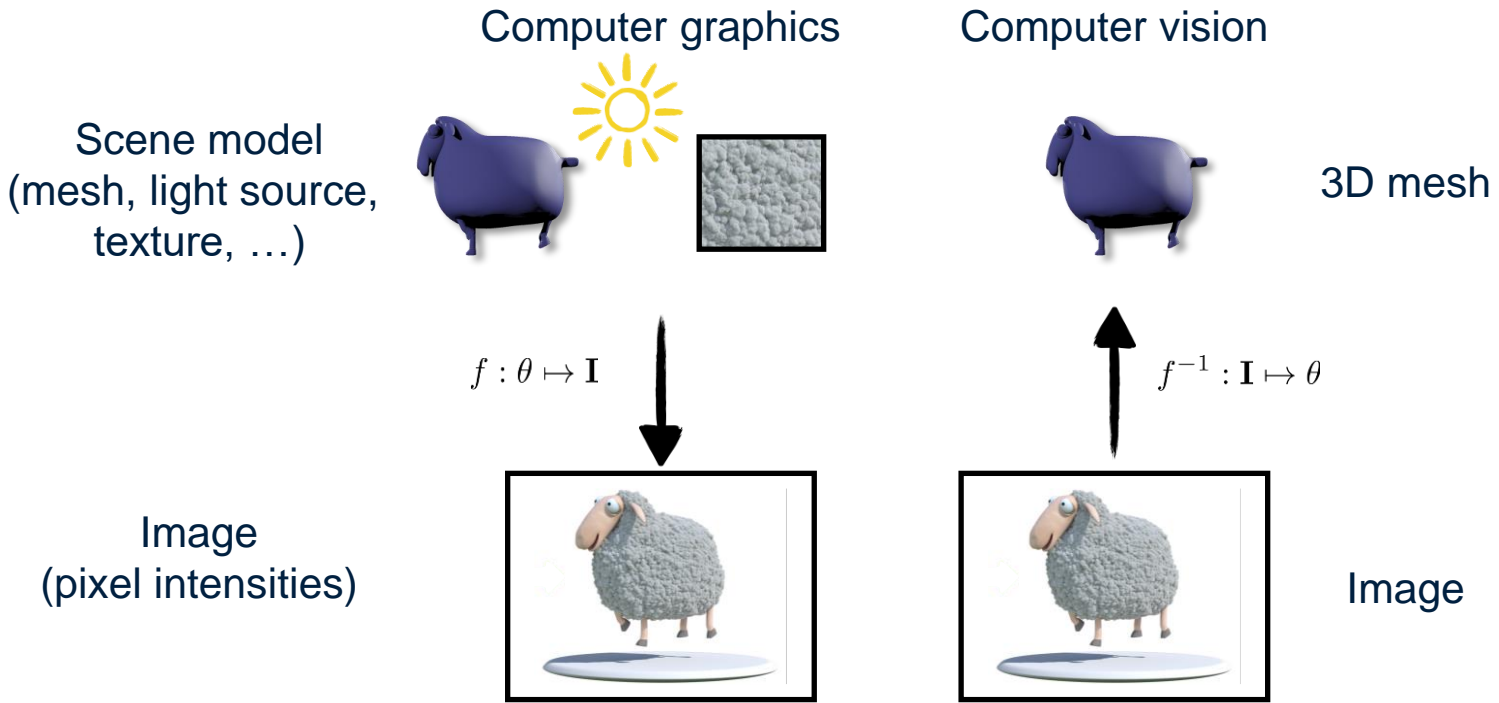 Computer graphics
Computer vision
Scene model
(mesh, light source,
texture, …)
3D mesh
f : θ ↦ I
f⁻¹ : I ↦ θ
Image
(pixel intensities)
Image